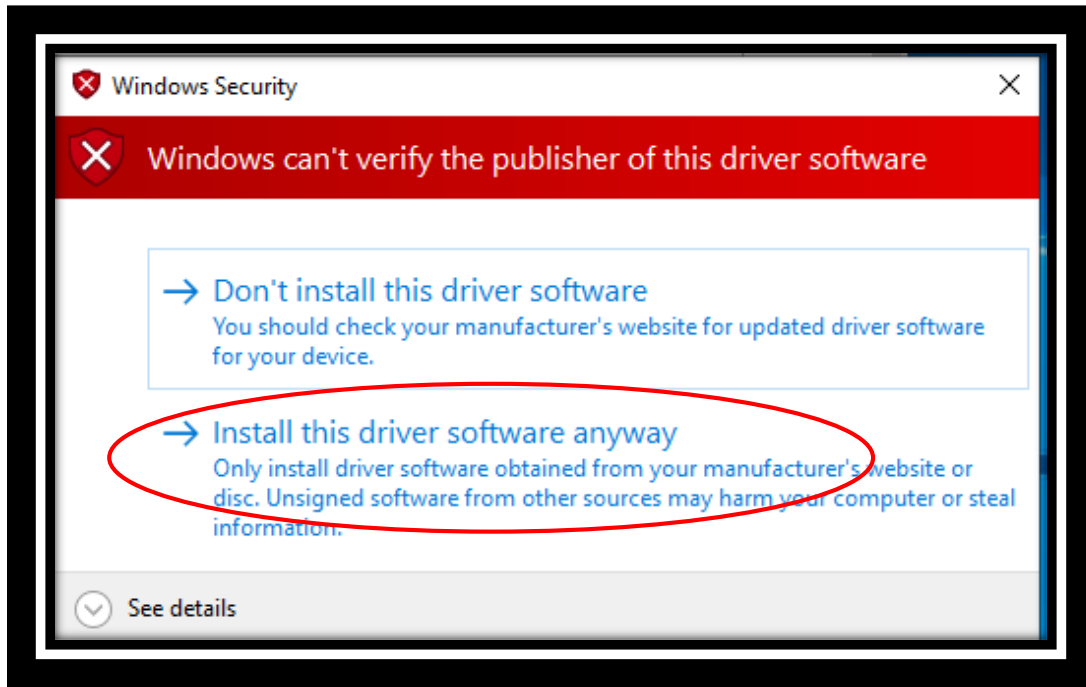 Windows Security
Windows can't verify the publisher of this driver software
Don't install this driver software
You should check your manufacturer's website for updated driver software
for your device.
Install this driver software anyway
Only install driver software obtained from your manufacturer's website or
disc. Unsigned software from other sources may harm your computer or steal
information.
See details